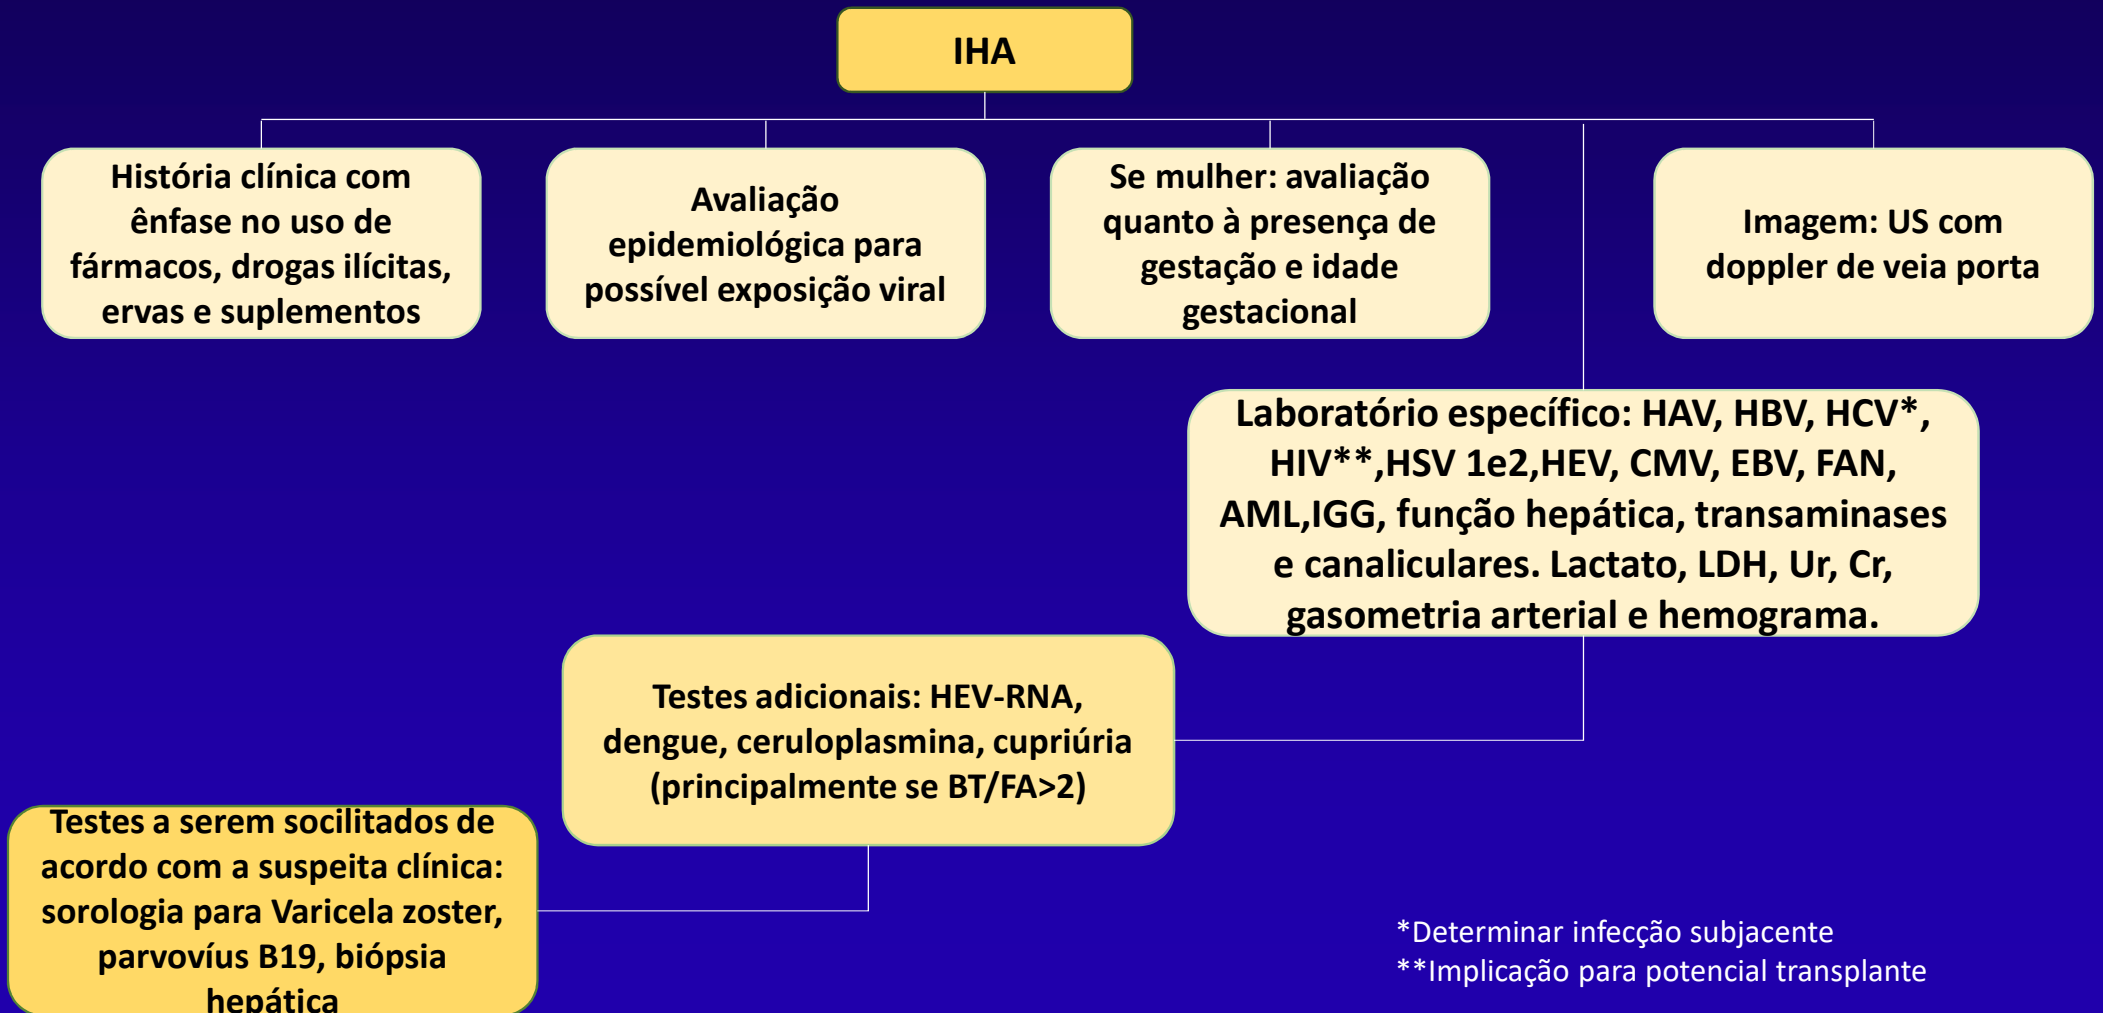 IHA
História clínica com
ênfase no uso de
fármacos, drogas ilícitas,
ervas e suplementos
Avaliação
epidemiológica para
possível exposição viral
Se mulher: avaliação
quanto à presença de
gestação e idade
gestacional
Imagem: US com
doppler de veia porta
Laboratório específico: HAV, HBV, HCV*,
HIV**,HSV 1e2,HEV, CMV, EBV, FAN,
AML,IGG, função hepática, transaminases
e canaliculares. Lactato, LDH, Ur, Cr,
gasometria arterial e hemograma.
Testes adicionais: HEV-RNA,
dengue, ceruloplasmina, cupriúria
(principalmente se BT/FA>2)
Testes a serem socilitados de
acordo com a suspeita clínica:
sorologia para Varicela zoster,
parvovíus B19, biópsia
hepática
*Determinar infecção subjacente
**Implicação para potencial transplante